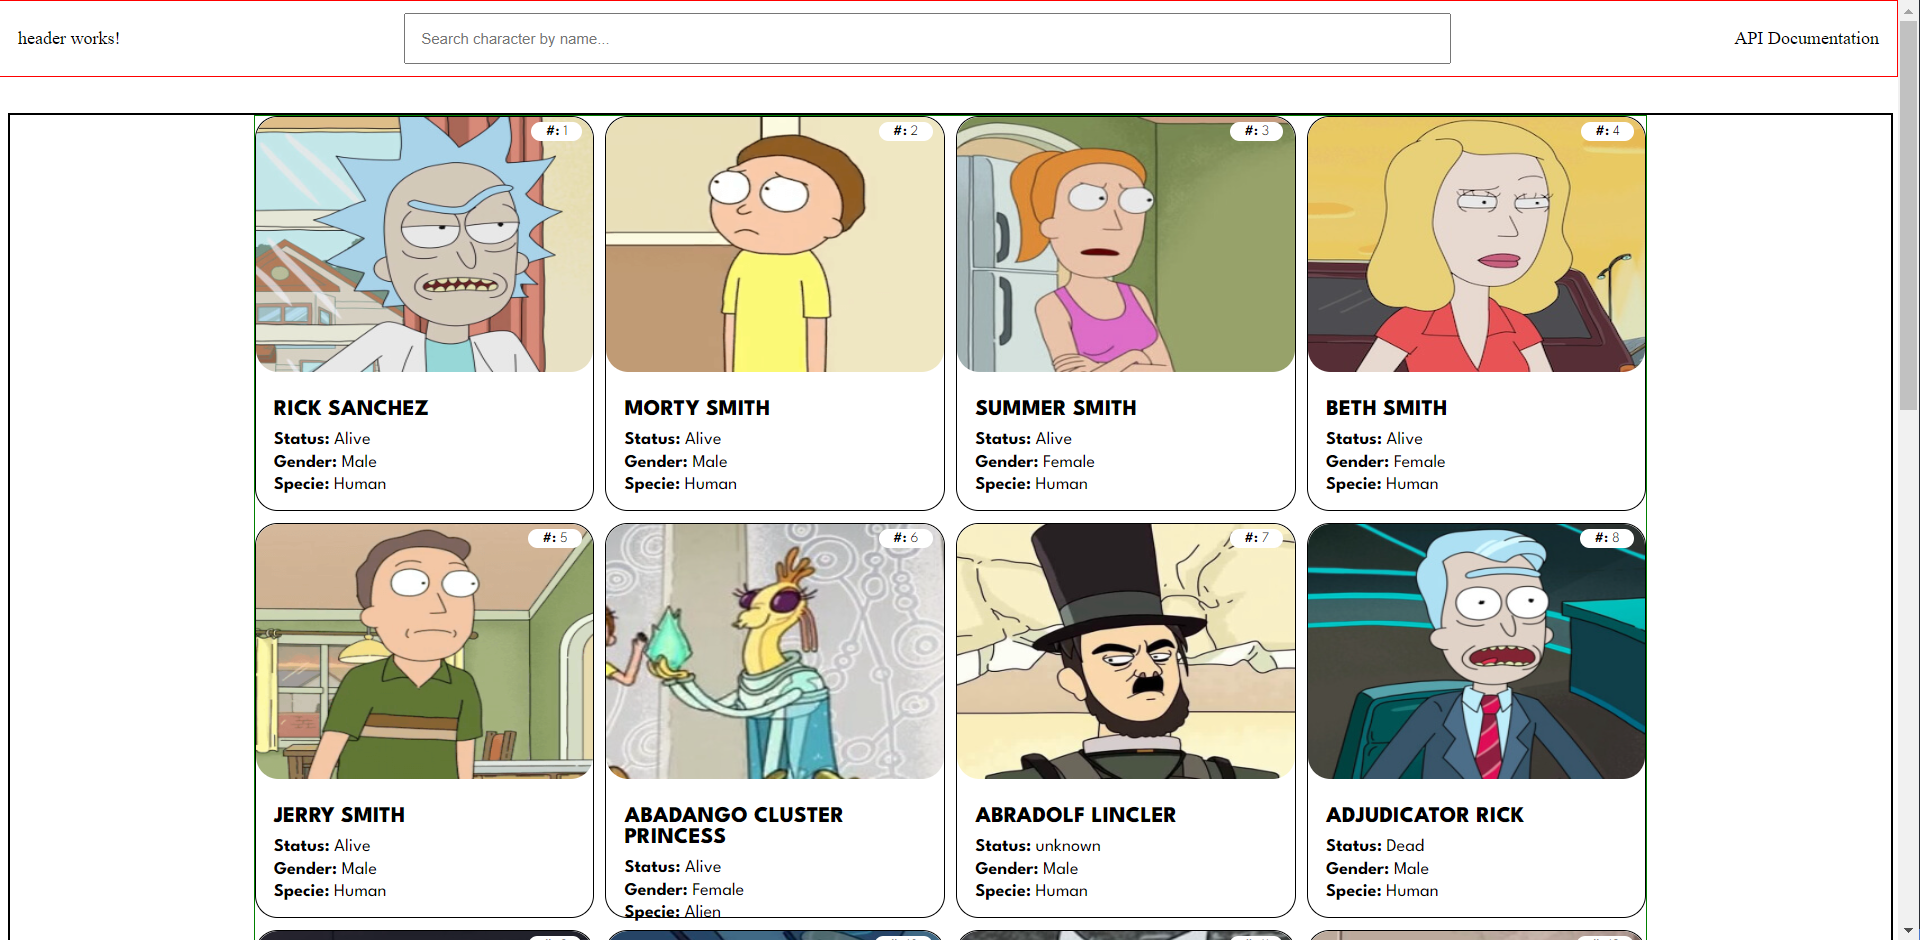 header works!
Search character by name...
API Documentation
#: 1
RICK SANCHEZ
Status: Alive
Gender: Male
Specie: Human
#: 2
MORTY SMITH
Status: Alive
Gender: Male
Specie: Human
#: 3
SUMMER SMITH
Status: Alive
Gender: Female
Specie: Human
#: 4
BETH SMITH
Status: Alive
Gender: Female
Specie: Human
#: 5
JERRY SMITH
Status: Alive
Gender: Male
Specie: Human
#: 6
ABADANGO CLUSTER
PRINCESS
Status: Alive
Gender: Female
Specie: Alien
#: 7
ABRADOLF LINCLER
Status: unknown
Gender: Male
Specie: Human
#: 8
ADJUDICATOR RICK
Status: Dead
Gender: Male
Specie: Human